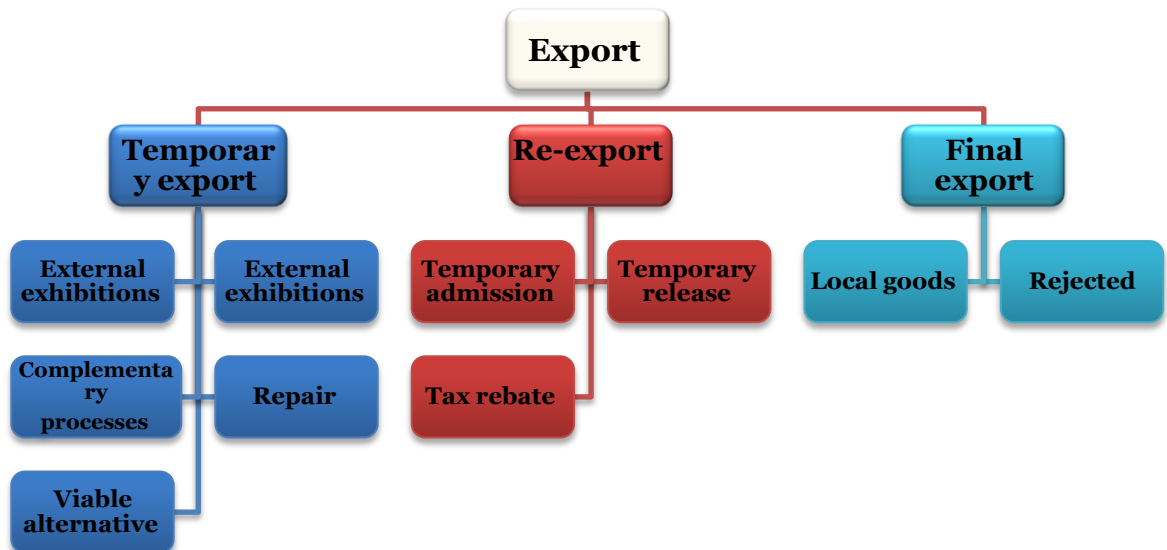 Export
Temporar
y export
Re-export
Final
export
External
exhibitions
External
exhibitions
Temporary
admission
Temporary
release
Local goods
Rejected
Complementa
ry
processes
Repair
Tax rebate
Viable
alternative